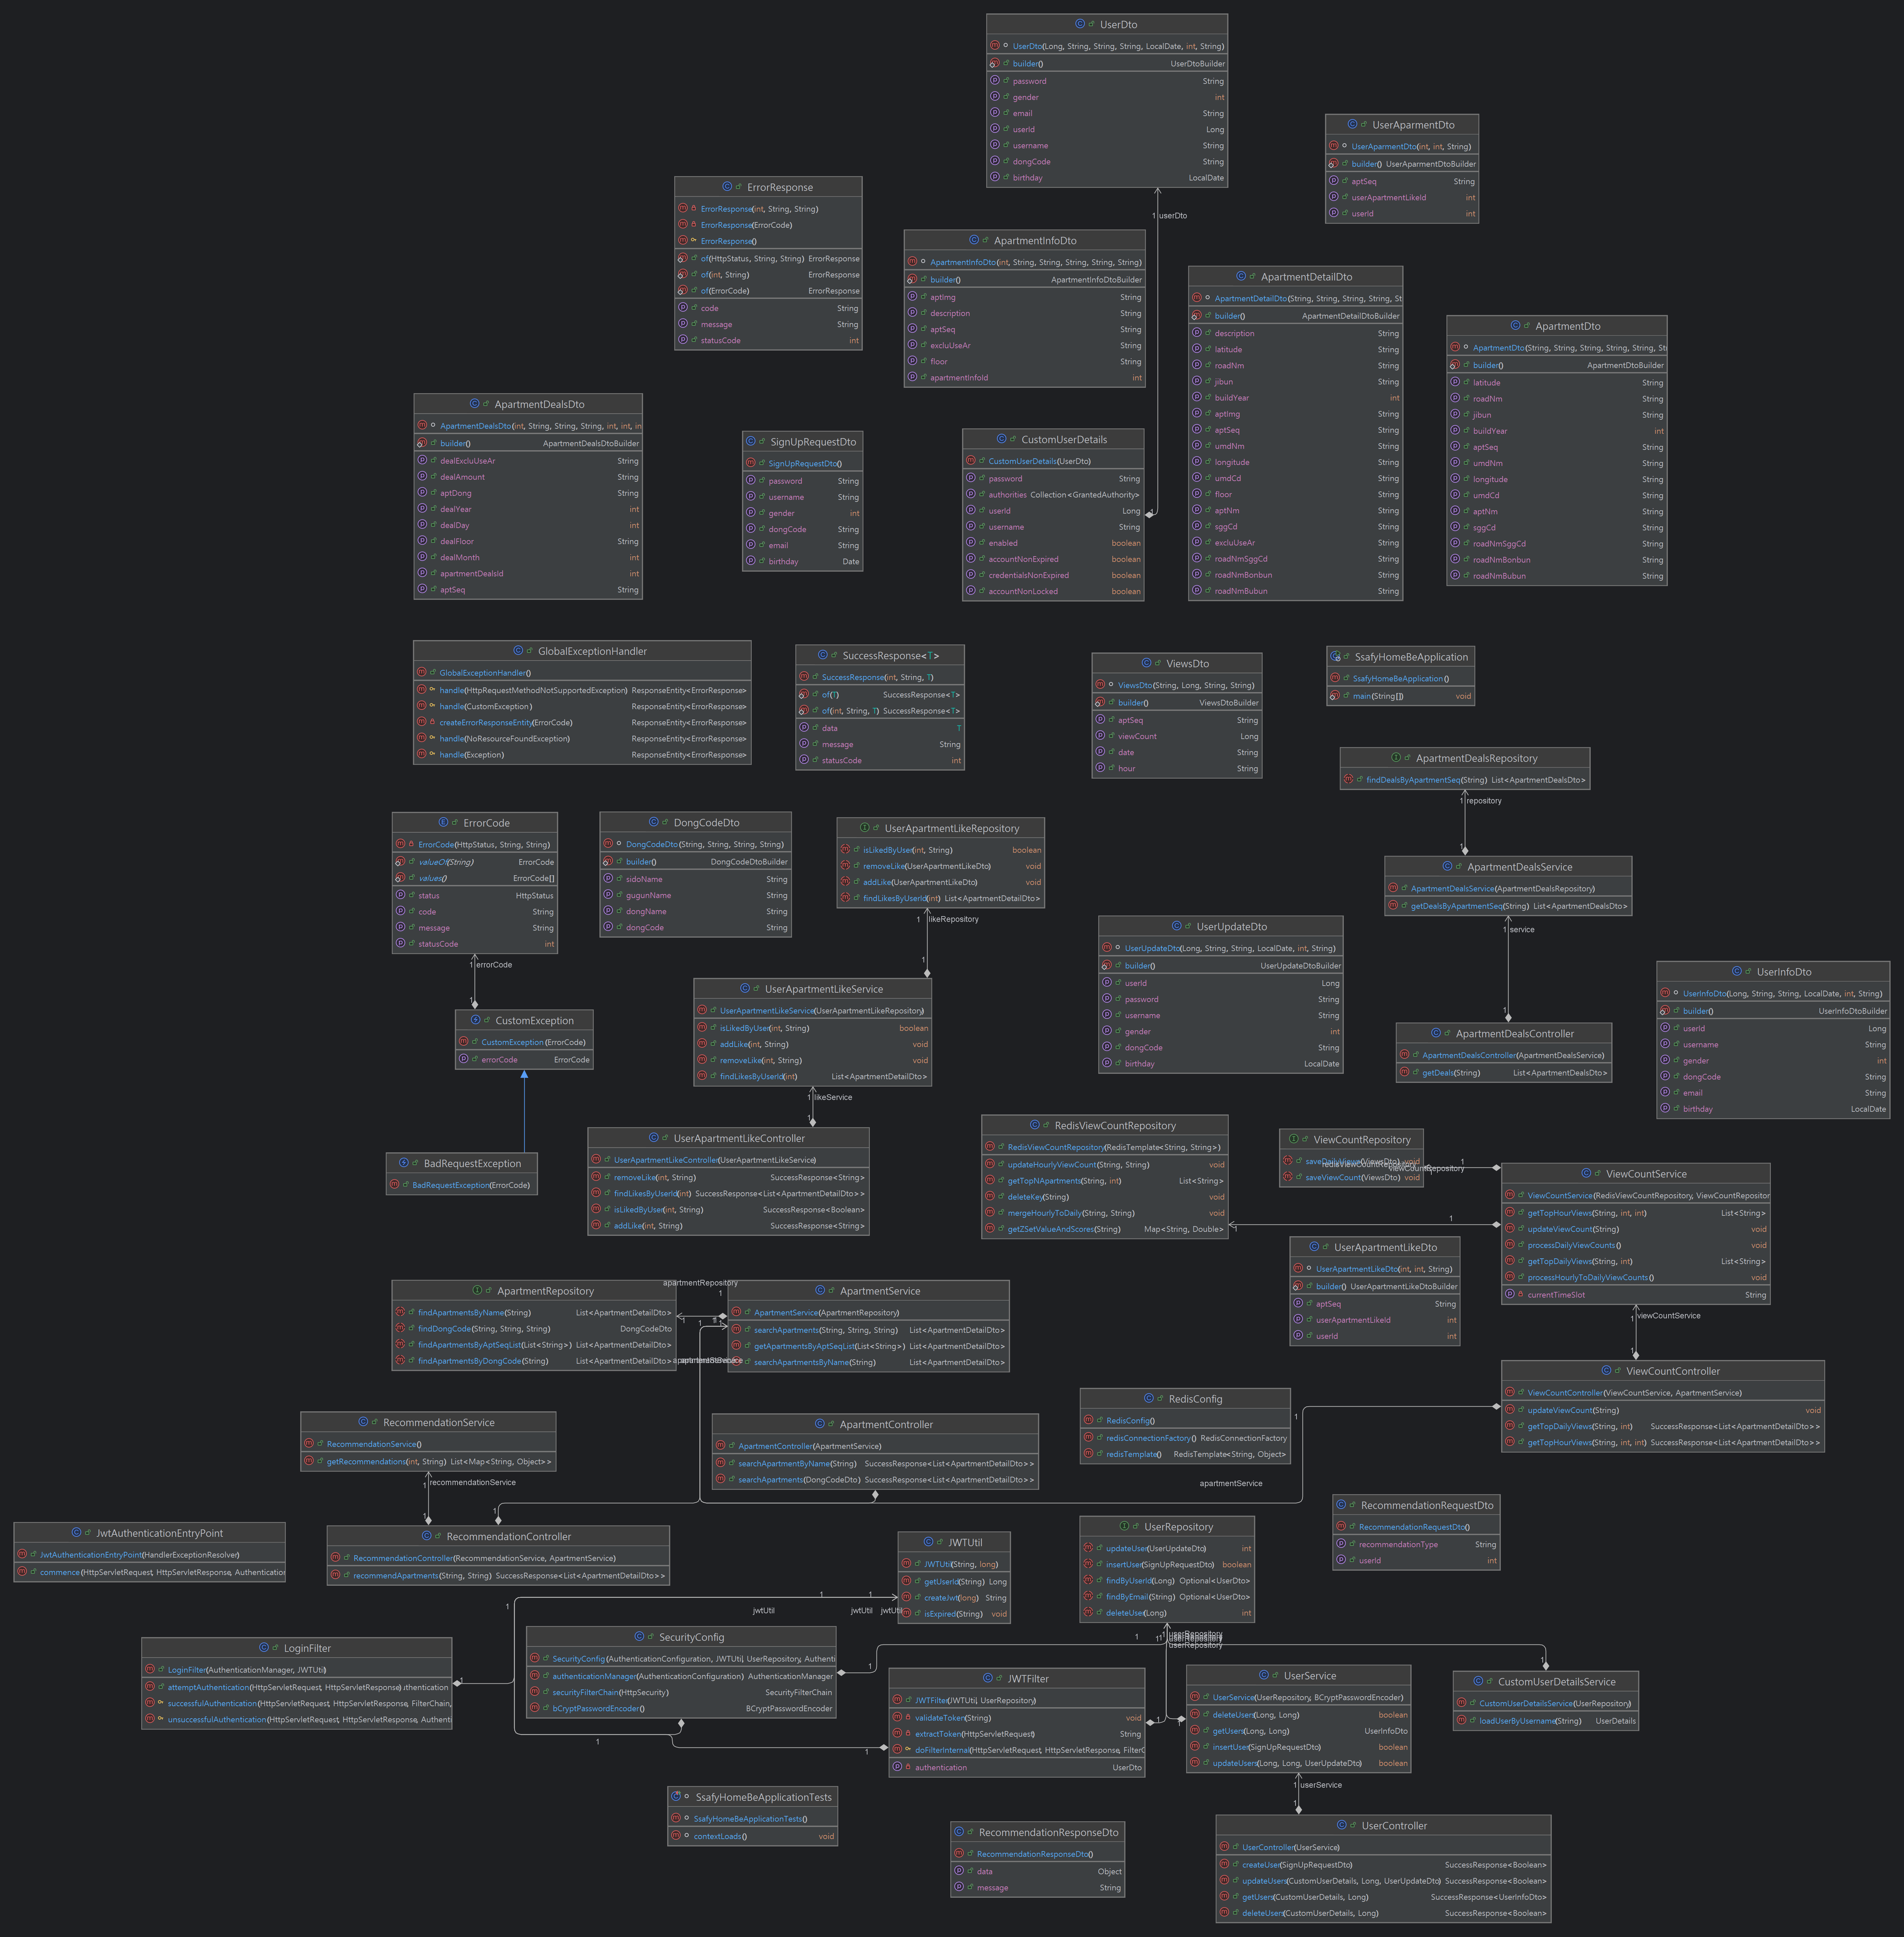 UserDto
UserDto(Long, String, String, String, LocalDate, int, String)
builder() UserDtoBuilder
password String
gender int
email String
userId Long
username String
dongCode String
birthday LocalDate
1 userDto
UserAparmentDto
UserAparmentDto(int, int, String)
builder() UserAparmentDtoBuilder
aptSeq String
userApartmentLikeId int
userId int
ErrorResponse
ErrorResponse(int, String, String)
ErrorResponse(ErrorCode)
ErrorResponse()
of(HttpStatus, String, String) ErrorResponse
of(int, String) ErrorResponse
of(ErrorCode) ErrorResponse
code String
message String
statusCode int
ApartmentInfoDto
ApartmentInfoDto(int, String, String, String, String, String)
builder() ApartmentInfoDtoBuilder
aptImg String
description String
aptSeq String
excluUseAr String
floor String
apartmentInfoId int
ApartmentDetailDto
ApartmentDetailDto(String, String, String, String, St
builder() ApartmentDetailDtoBuilder
description String
latitude String
roadNm String
jibun String
buildYear int
aptImg String
aptSeq String
umdNm String
longitude String
umdCd String
floor String
aptNm String
sggCd String
excluUseAr String
roadNmSggCd String
roadNmBonbun String
roadNmBubun String
ApartmentDto
ApartmentDto(String, String, String, String, String, Stri
builder() ApartmentDtoBuilder
latitude String
roadNm String
jibun String
buildYear int
aptSeq String
umdNm String
longitude String
umdCd String
aptNm String
sggCd String
roadNmSggCd String
roadNmBonbun String
roadNmBubun String
ApartmentDealsDto
ApartmentDealsDto(int, String, String, String, int, int, in
builder() ApartmentDealsDtoBuilder
dealExcluUseAr String
dealAmount String
aptDong String
dealYear int
dealDay int
dealFloor String
dealMonth int
apartmentDealsId int
aptSeq String
SignUpRequestDto
SignUpRequestDto()
password String
username String
gender int
dongCode String
email String
birthday Date
CustomUserDetails
CustomUserDetails(UserDto)
password String
authorities Collection<GrantedAuthority>
userId Long
username String
enabled boolean
accountNonExpired boolean
credentialsNonExpired boolean
accountNonLocked boolean
1
GlobalExceptionHandler
GlobalExceptionHandler()
handle(HttpRequestMethodNotSupportedException) ResponseEntity<ErrorResponse>
handle(CustomException) ResponseEntity<ErrorResponse>
createErrorResponseEntity(ErrorCode) ResponseEntity<ErrorResponse>
handle(NoResourceFoundException) ResponseEntity<ErrorResponse>
handle(Exception) ResponseEntity<ErrorResponse>
SuccessResponse<T>
SuccessResponse(int, String, T)
of(T) SuccessResponse<T>
of(int, String, T) SuccessResponse<T>
data T
message String
statusCode int
ViewsDto
ViewsDto(String, Long, String, String)
builder() ViewsDtoBuilder
aptSeq String
viewCount Long
date String
hour String
SsafyHomeBeApplication
SsafyHomeBeApplication()
main(String[]) void
ApartmentDealsRepository
findDealsByApartmentSeq(String) List<ApartmentDealsDto>
1 repository
1
ApartmentDealsService
ApartmentDealsService(ApartmentDealsRepository)
getDealsByApartmentSeq(String) List<ApartmentDealsDto>
1 service
1
ApartmentDealsController
ApartmentDealsController(ApartmentDealsService)
getDeals(String) List<ApartmentDealsDto>
ErrorCode
ErrorCode(HttpStatus, String, String)
valueOf(String) ErrorCode
values() ErrorCode[]
status HttpStatus
code String
message String
statusCode int
1 errorCode
1
CustomException
CustomException(ErrorCode)
errorCode ErrorCode
BadRequestException
BadRequestException(ErrorCode)
DongCodeDto
DongCodeDto(String, String, String, String)
builder() DongCodeDtoBuilder
sidoName String
gugunName String
dongName String
dongCode String
UserApartmentLikeRepository
isLikedByUser(int, String) boolean
removeLike(UserApartmentLikeDto) void
addLike(UserApartmentLikeDto) void
findLikesByUserId(int) List<ApartmentDetailDto>
1 likeRepository
1
UserApartmentLikeService
UserApartmentLikeService(UserApartmentLikeRepository)
isLikedByUser(int, String) boolean
addLike(int, String) void
removeLike(int, String) void
findLikesByUserId(int) List<ApartmentDetailDto>
1 likeService
1
UserApartmentLikeController
UserApartmentLikeController(UserApartmentLikeService)
removeLike(int, String) SuccessResponse<String>
findLikesByUserId(int) SuccessResponse<List<ApartmentDetailDto>>
isLikedByUser(int, String) SuccessResponse<Boolean>
addLike(int, String) SuccessResponse<String>
UserUpdateDto
UserUpdateDto(Long, String, String, LocalDate, int, String)
builder() UserUpdateDtoBuilder
userId Long
password String
username String
gender int
dongCode String
birthday LocalDate
UserInfoDto
UserInfoDto(Long, String, String, LocalDate, int, String)
builder() UserInfoDtoBuilder
userId Long
username String
gender int
dongCode String
email String
birthday LocalDate
RedisViewCountRepository
RedisViewCountRepository(RedisTemplate<String, String>)
updateHourlyViewCount(String, String) void
getTopNApartments(String, int) List<String>
deleteKey(String) void
mergeHourlyToDaily(String, String) void
getZSetValueAndScores(String) Map<String, Double>
1
1
ViewCountRepository
saveDailyViews(ViewsDto) void
redisViewCountRepository
viewCountRepository
saveViewCount(ViewsDto) void
1
ViewCountService
ViewCountService(RedisViewCountRepository, ViewCountRepositor
getTopHourViews(String, int, int) List<String>
updateViewCount(String) void
processDailyViewCounts() void
getTopDailyViews(String, int) List<String>
processHourlyToDailyViewCounts() void
currentTimeSlot String
1 viewCountService
1
ViewCountController
ViewCountController(ViewCountService, ApartmentService)
updateViewCount(String) void
getTopDailyViews(String, int) SuccessResponse<List<ApartmentDetailDto>>
getTopHourViews(String, int, int) SuccessResponse<List<ApartmentDetailDto>>
UserApartmentLikeDto
UserApartmentLikeDto(int, int, String)
builder() UserApartmentLikeDtoBuilder
aptSeq String
userApartmentLikeId int
userId int
ApartmentRepository
findApartmentsByName(String) List<ApartmentDetailDto>
findDongCode(String, String, String) DongCodeDto
findApartmentsByAptSeqList(List<String>) List<ApartmentDetailDto>
findApartmentsByDongCode(String) List<ApartmentDetailDto>
apartmentRepository
1
1
ApartmentService
ApartmentService(ApartmentRepository)
searchApartments(String, String, String) List<ApartmentDetailDto>
getApartmentsByAptSeqList(List<String>) List<ApartmentDetailDto>
searchApartmentsByName(String) List<ApartmentDetailDto>
RedisConfig
RedisConfig()
redisConnectionFactory() RedisConnectionFactory
redisTemplate() RedisTemplate<String, Object>
1
apartmentService
RecommendationService
RecommendationService()
getRecommendations(int, String) List<Map<String, Object>>
recommendationService
1
1
1
ApartmentController
ApartmentController(ApartmentService)
searchApartmentByName(String) SuccessResponse<List<ApartmentDetailDto>>
searchApartments(DongCodeDto) SuccessResponse<List<ApartmentDetailDto>>
1
RecommendationController
RecommendationController(RecommendationService, ApartmentService)
recommendApartments(String, String) SuccessResponse<List<ApartmentDetailDto>>
JwtAuthenticationEntryPoint
JwtAuthenticationEntryPoint(HandlerExceptionResolver)
commence(HttpServletRequest, HttpServletResponse, Authentication
RecommendationRequestDto
RecommendationRequestDto()
recommendationType String
userId int
JWTUtil
JWTUtil(String, long)
getUserId(String) Long
createJwt(long) String
isExpired(String) void
1 1 1
jwtUtil jwtUtil jwtUtil
UserRepository
updateUser(UserUpdateDto) int
insertUser(SignUpRequestDto) boolean
findByUserId(Long) Optional<UserDto>
findByEmail(String) Optional<UserDto>
deleteUser(Long) int
userRepository
userRepository
userRepository
1
LoginFilter
LoginFilter(AuthenticationManager, JWTUtil)
attemptAuthentication(HttpServletRequest, HttpServletResponse) uthentication
successfulAuthentication(HttpServletRequest, HttpServletResponse, FilterChain,
unsuccessfulAuthentication(HttpServletRequest, HttpServletResponse, Authenti
1
SecurityConfig
SecurityConfig(AuthenticationConfiguration, JWTUtil, UserRepository, Authenti
authenticationManager(AuthenticationConfiguration) AuthenticationManager
securityFilterChain(HttpSecurity) SecurityFilterChain
bCryptPasswordEncoder() BCryptPasswordEncoder
1
1
JWTFilter
JWTFilter(JWTUtil, UserRepository)
validateToken(String) void
extractToken(HttpServletRequest) String
doFilterInternal(HttpServletRequest, HttpServletResponse, FilterC
authentication UserDto
1
1
UserService
UserService(UserRepository, BCryptPasswordEncoder)
deleteUsers(Long, Long) boolean
getUsers(Long, Long) UserInfoDto
insertUser(SignUpRequestDto) boolean
updateUsers(Long, Long, UserUpdateDto) boolean
1 userService
1
CustomUserDetailsService
CustomUserDetailsService(UserRepository)
loadUserByUsername(String) UserDetails
1
SsafyHomeBeApplicationTests
SsafyHomeBeApplicationTests()
contextLoads() void
RecommendationResponseDto
RecommendationResponseDto()
data Object
message String
UserController
UserController(UserService)
createUser(SignUpRequestDto) SuccessResponse<Boolean>
updateUsers(CustomUserDetails, Long, UserUpdateDto) SuccessResponse<Boolean>
getUsers(CustomUserDetails, Long) SuccessResponse<UserInfoDto>
deleteUsers(CustomUserDetails, Long) SuccessResponse<Boolean>